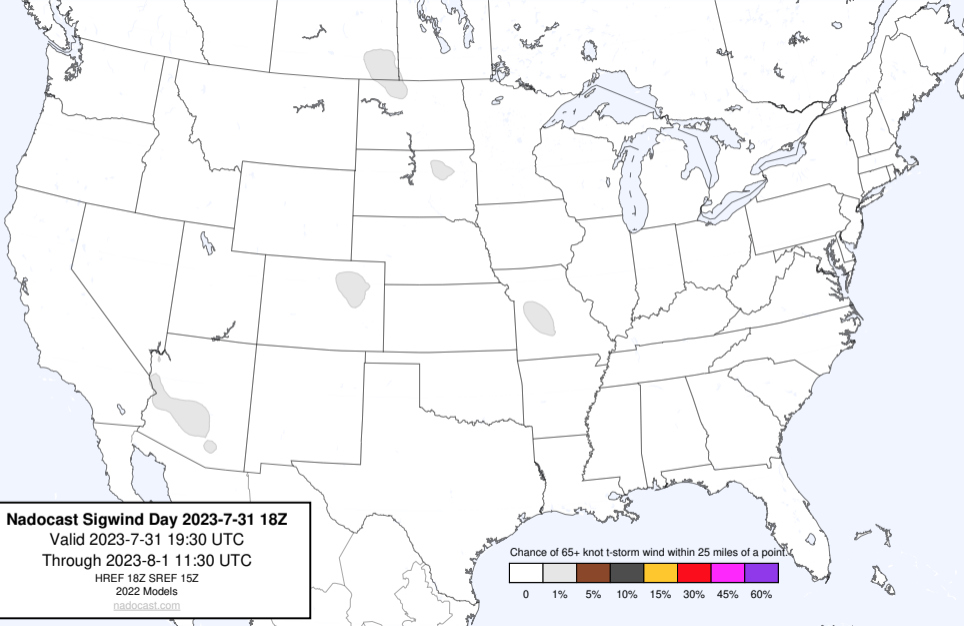 Nadocast Sigwind Day 2023-7-31 18Z
Valid 2023-7-31 19:30 UTC
Through 2023-8-1 11:30 UTC
HREF 18Z SREF 15Z
2022 Models
nadocast.com
Chance of 65+ knot t-storm wind within 25 miles of a point.
0 1% 5% 10% 15% 30% 45% 60%